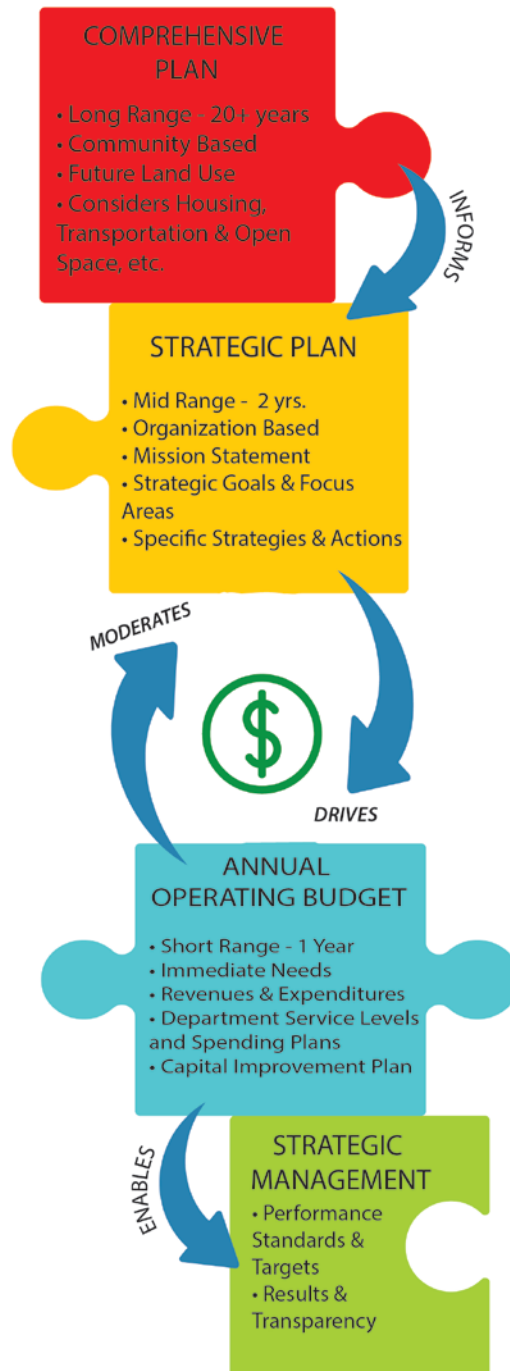 COMPREHENSIVE
PLAN
• Long Range - 20+ years
• Community Based
• Future Land Use
• Considers Housing,
Transportation & Open
Space, etc.
INFORMS
STRATEGIC PLAN
• Mid Range -  2 yrs.
• Organization Based
• Mission Statement
• Strategic Goals & Focus
Areas
• Specific Strategies & Actions
MODERATES
$
DRIVES
ANNUAL
OPERATING BUDGET
• Short Range - 1 Year
• Immediate Needs
• Revenues & Expenditures
• Department Service Levels
and Spending Plans
• Capital Improvement Plan
ENABLES
STRATEGIC
MANAGEMENT
• Performance
Standards &
Targets
• Results &
Transparency